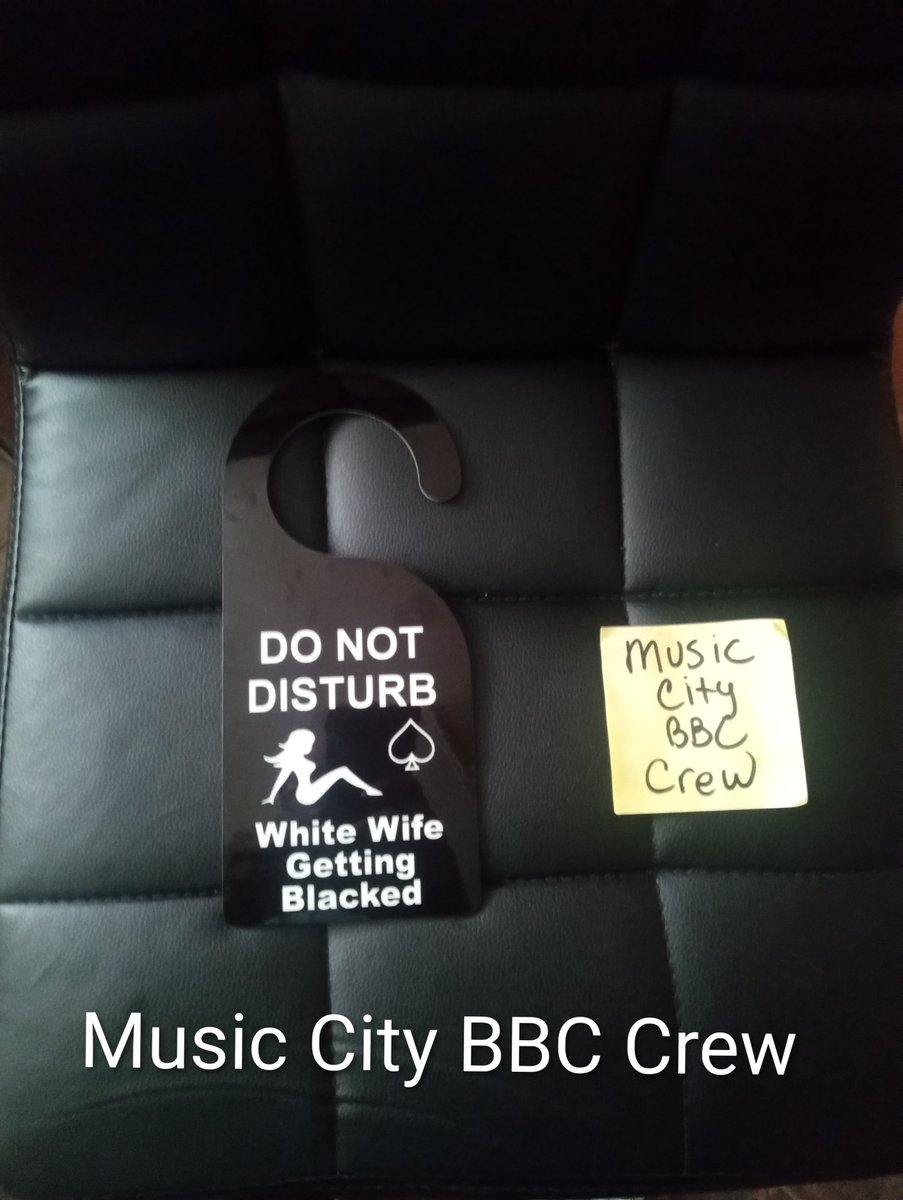 DO NOT
DISTURB
White Wife
Getting
Blacked
Music
City
BBC
Crew
Music City BBC Crew